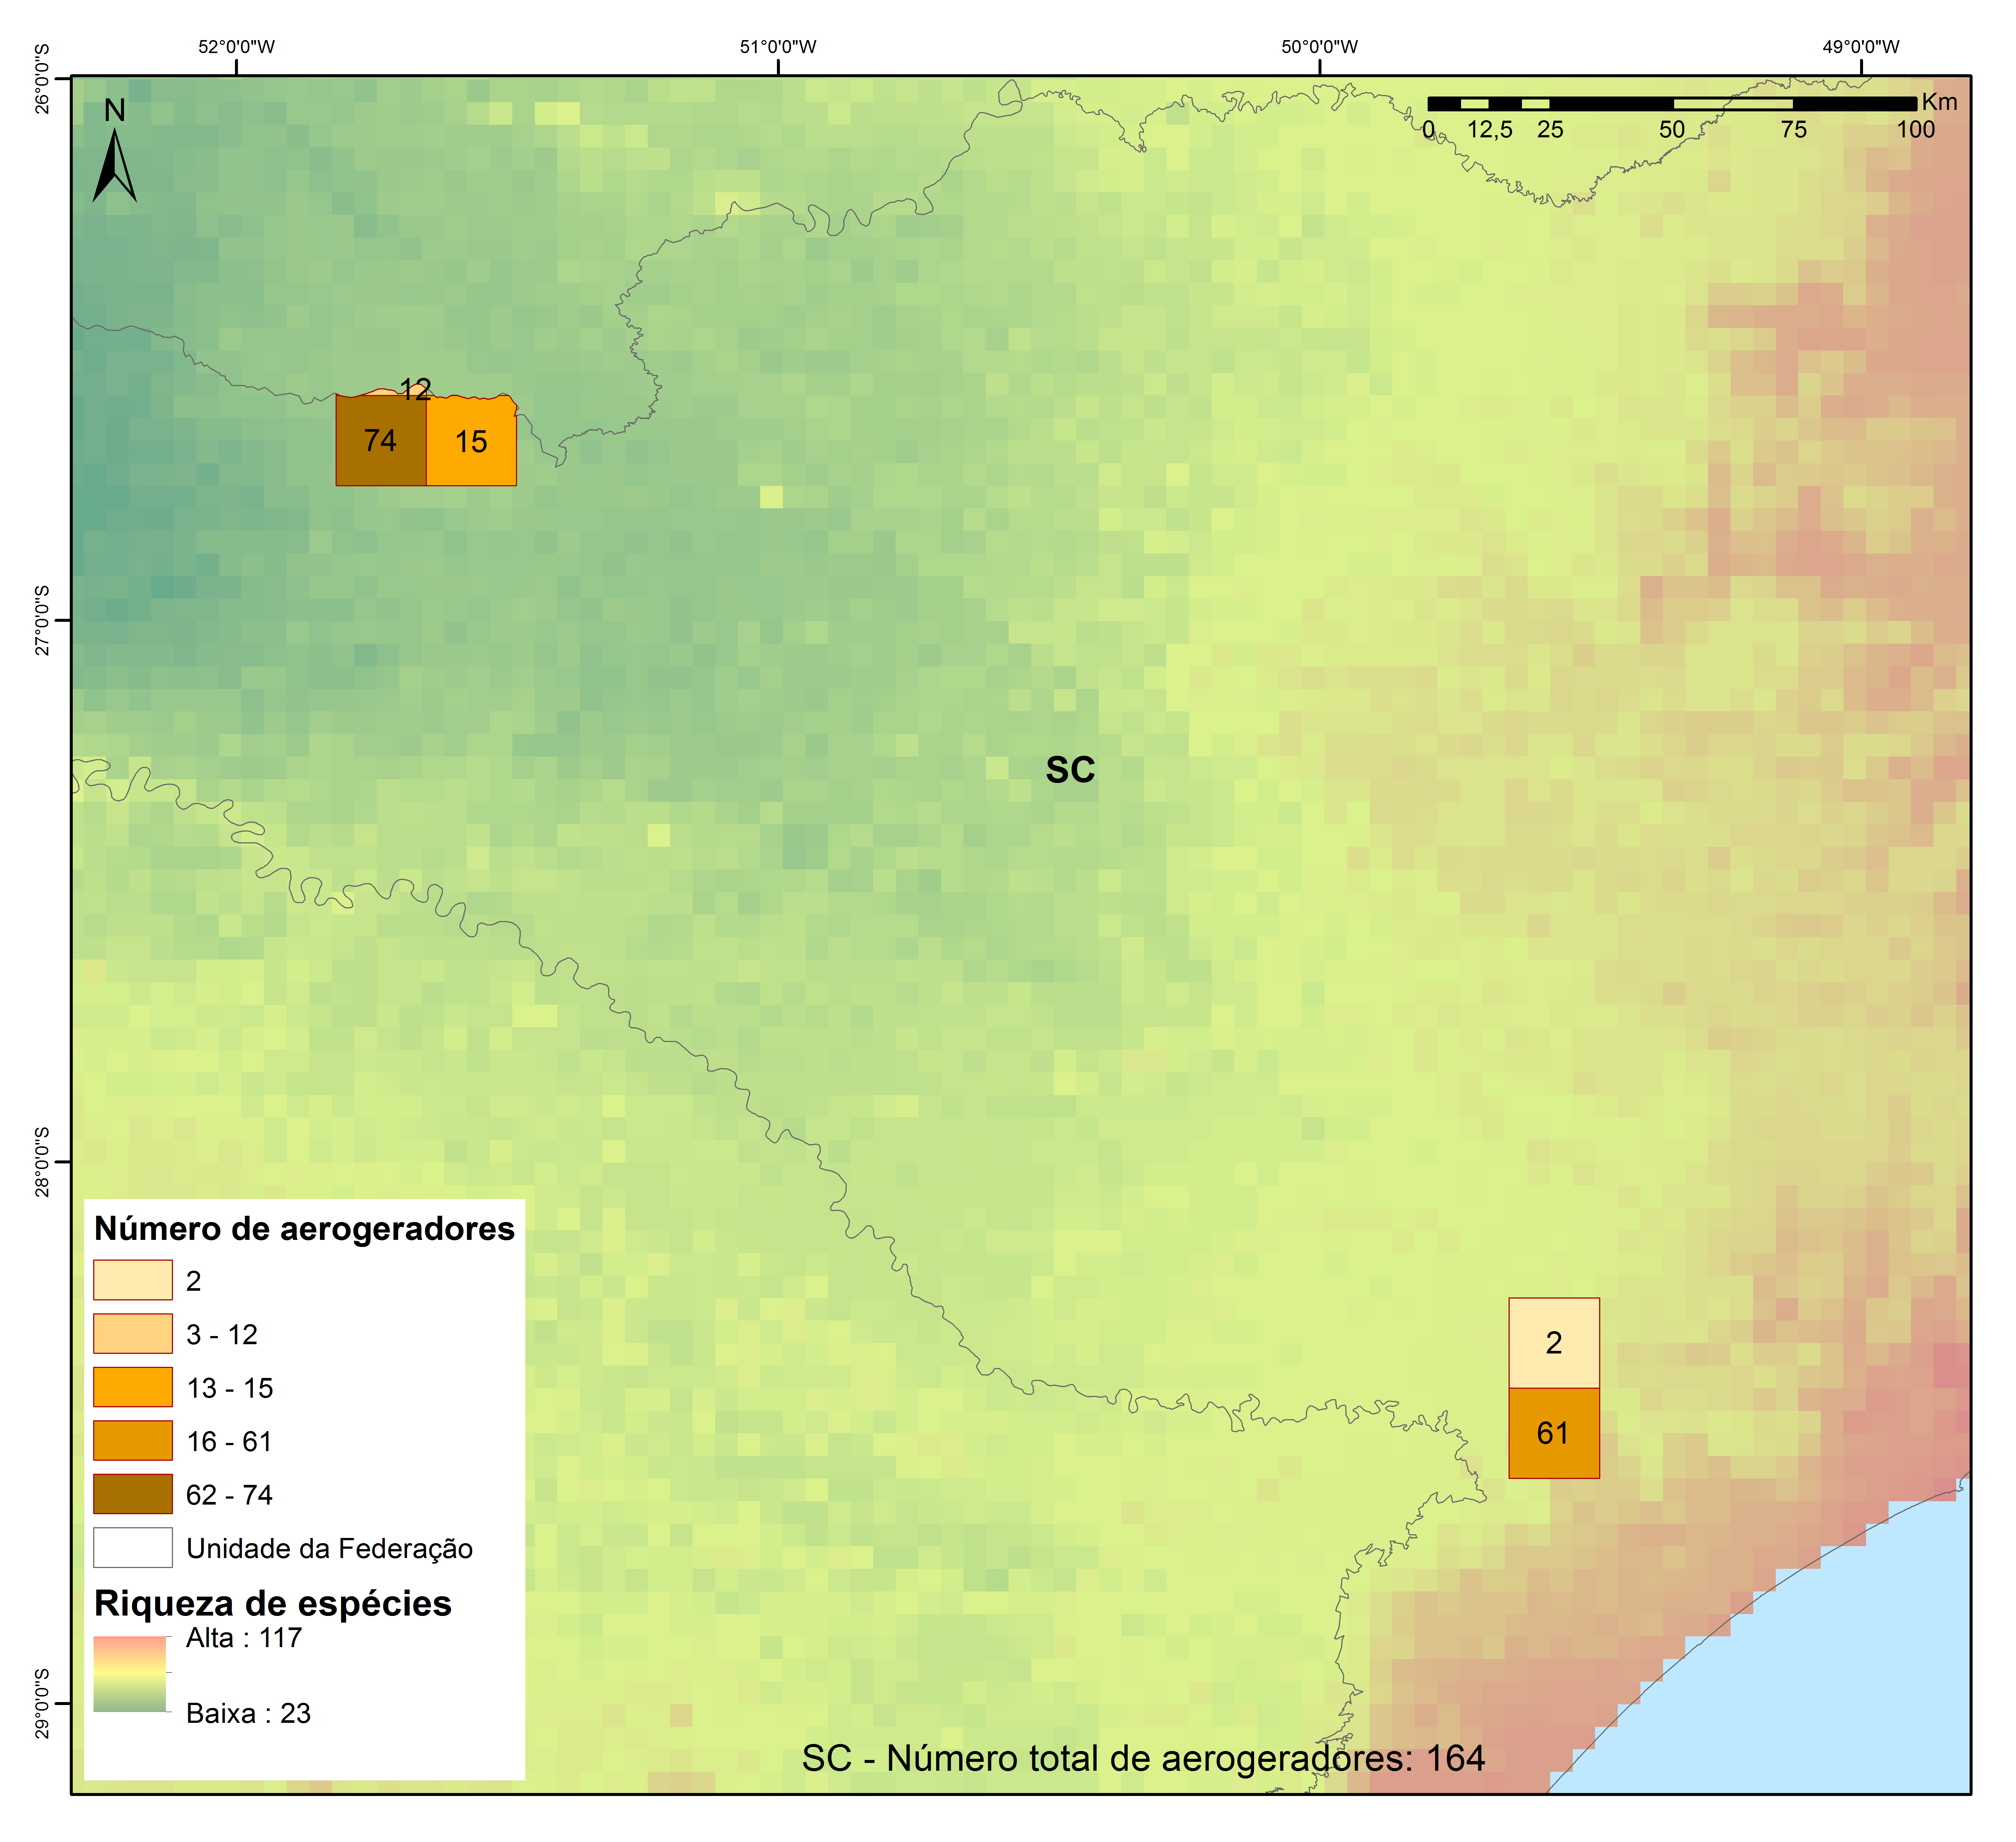 52°0'0"W
51°0'0"W
50°0'0"W
49°0'0"W
26°0'0"S
27°0'0"S
28°0'0"S
29°0'0"S
N
Km
0 12,5 25 50 75 100
12
74
15
SC
2
61
Número de aerogeradores
2
3 - 12
13 - 15
16 - 61
62 - 74
Unidade da Federação
Riqueza de espécies
Alta : 117
Baixa : 23
SC - Número total de aerogeradores: 164